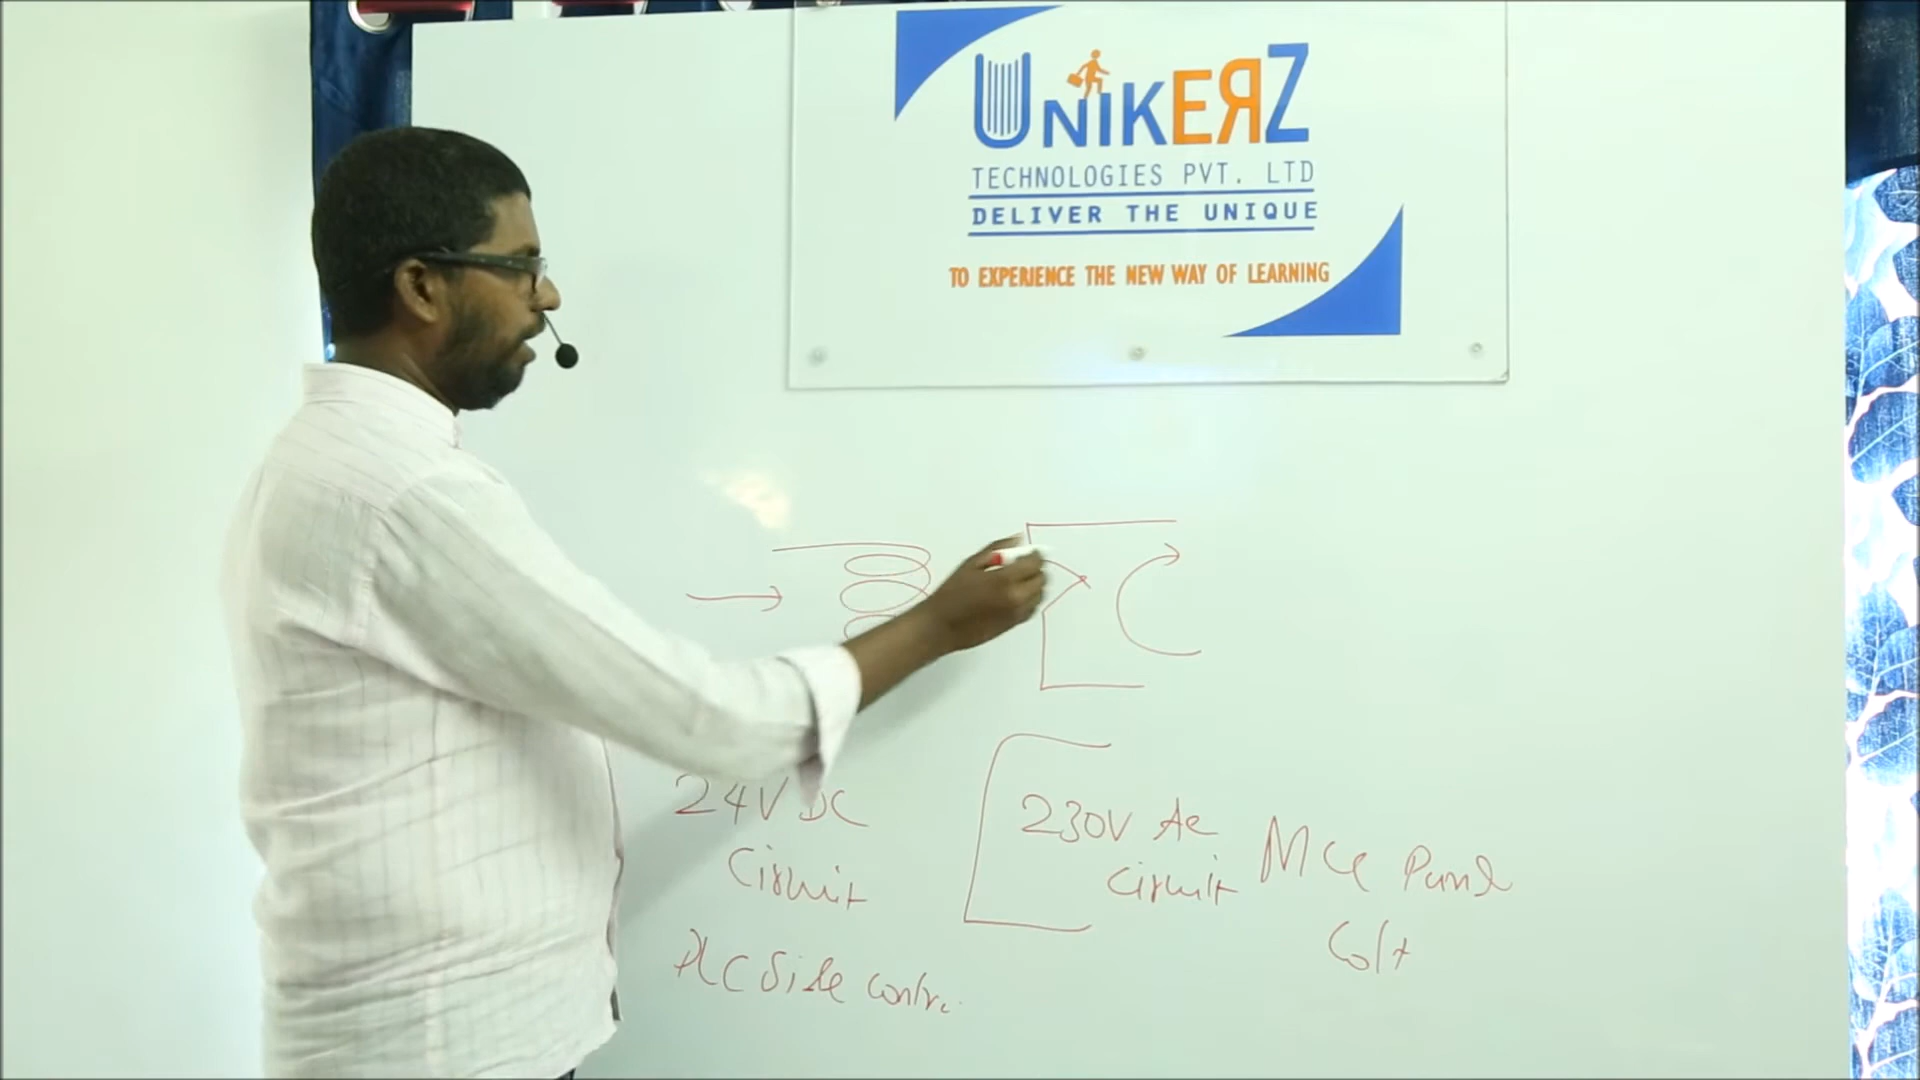 UNIKERZ
TECHNOLOGIES PVT. LTD
DELIVER THE UNIQUE
TO EXPERIENCE THE NEW WAY OF LEARNING
24V DC
Circuit
PLC Side contr
230V AC
circuit
MCC Panel